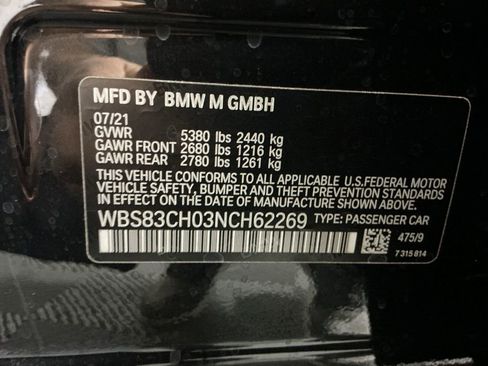 MFD BY BMW M GMBH
07/21
GVWR 5380 lbs 2440 kg
GAWR FRONT 2680 lbs 1216 kg
GAWR REAR 2780 lbs 1261 kg
THIS VEHICLE CONFORMS TO ALL APPLICABLE U.S.FEDERAL MOTOR
VEHICLE SAFETY, BUMPER AND THEFT PREVENTION STANDARDS
IN EFFECT ON THE DATE OF MANUFACTURE SHOWN ABOVE.
WBS83CH03NCH62269 TYPE: PASSENGER CAR
475/9
7 315 814